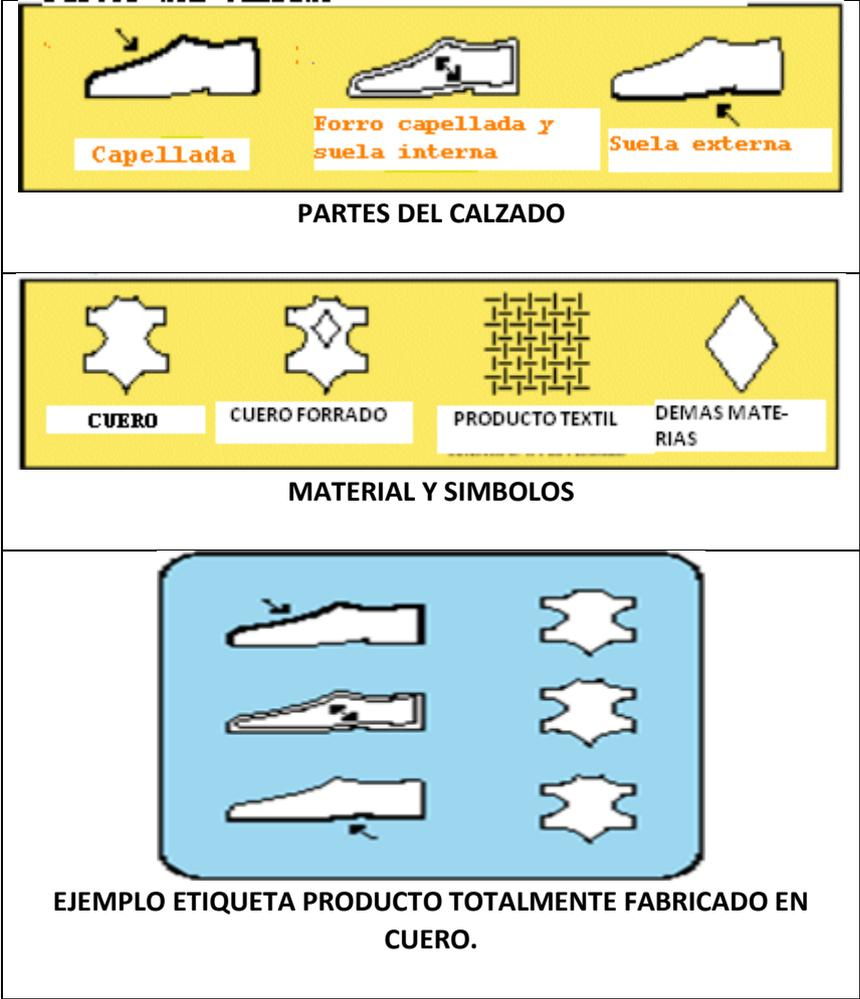 Capellada
Forro capellada y
suela interna
Suela externa
PARTES DEL CALZADO
CUERO
CUERO FORRADO
PRODUCTO TEXTIL
DEMAS MATE-
RIAS
MATERIAL Y SIMBOLOS
EJEMPLO ETIQUETA PRODUCTO TOTALMENTE FABRICADO EN
CUERO.